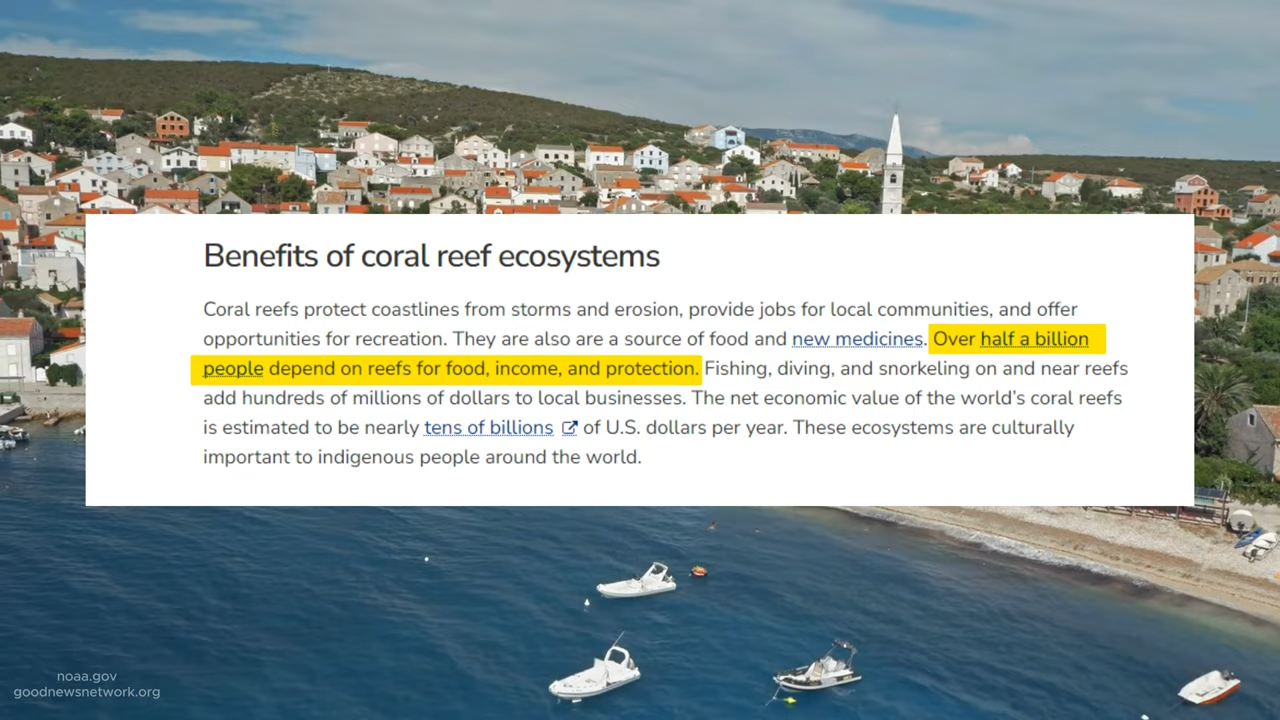 Benefits of coral reef ecosystems
Coral reefs protect coastlines from storms and erosion, provide jobs for local communities, and offer
opportunities for recreation. They are also are a source of food and new medicines. Over half a billion
people depend on reefs for food, income, and protection. Fishing, diving, and snorkeling on and near reefs
add hundreds of millions of dollars to local businesses. The net economic value of the world’s coral reefs
is estimated to be nearly tens of billions of U.S. dollars per year. These ecosystems are culturally
important to indigenous people around the world.
noaa.gov
goodnewsnetwork.org